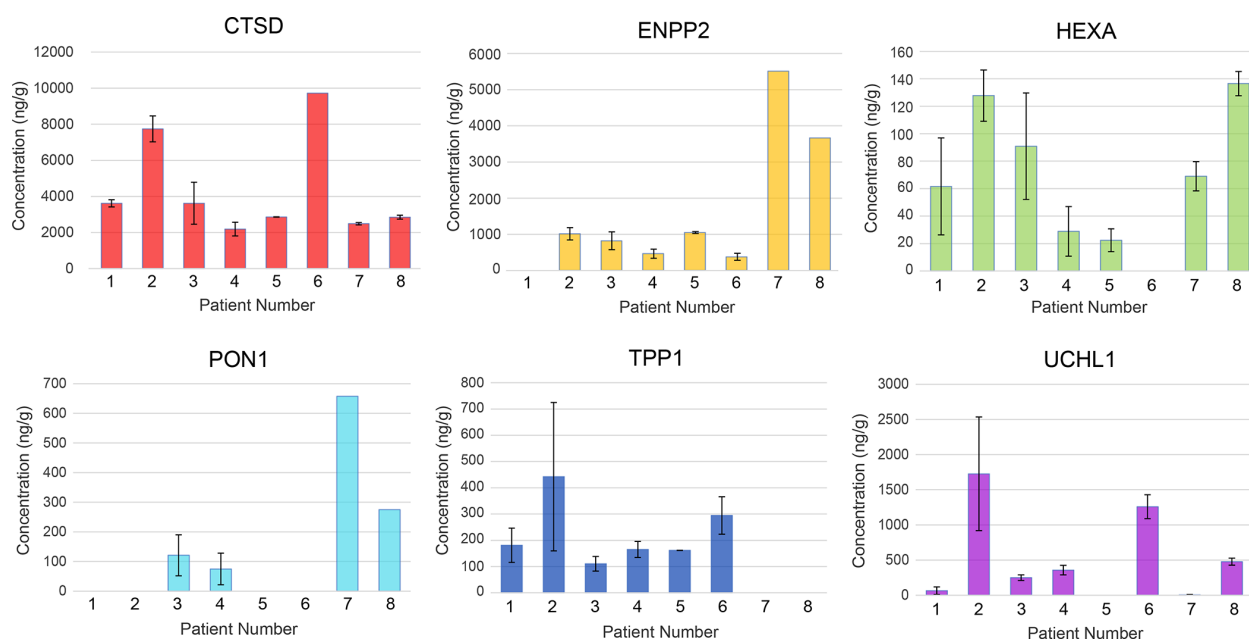 CTSD
Concentration (ng/g)
12000
10000
8000
6000
4000
2000
0
1 2 3 4 5 6 7 8
Patient Number
ENPP2
Concentration (ng/g)
6000
5000
4000
3000
2000
1000
0
1 2 3 4 5 6 7 8
Patient Number
HEXA
Concentration (ng/g)
160
140
120
100
80
60
40
20
0
1 2 3 4 5 6 7 8
Patient Number
PON1
Concentration (ng/g)
700
600
500
400
300
200
100
0
1 2 3 4 5 6 7 8
Patient Number
TPP1
Concentration (ng/g)
800
700
600
500
400
300
200
100
0
1 2 3 4 5 6 7 8
Patient Number
UCHL1
Concentration (ng/g)
3000
2500
2000
1500
1000
500
0
1 2 3 4 5 6 7 8
Patient Number